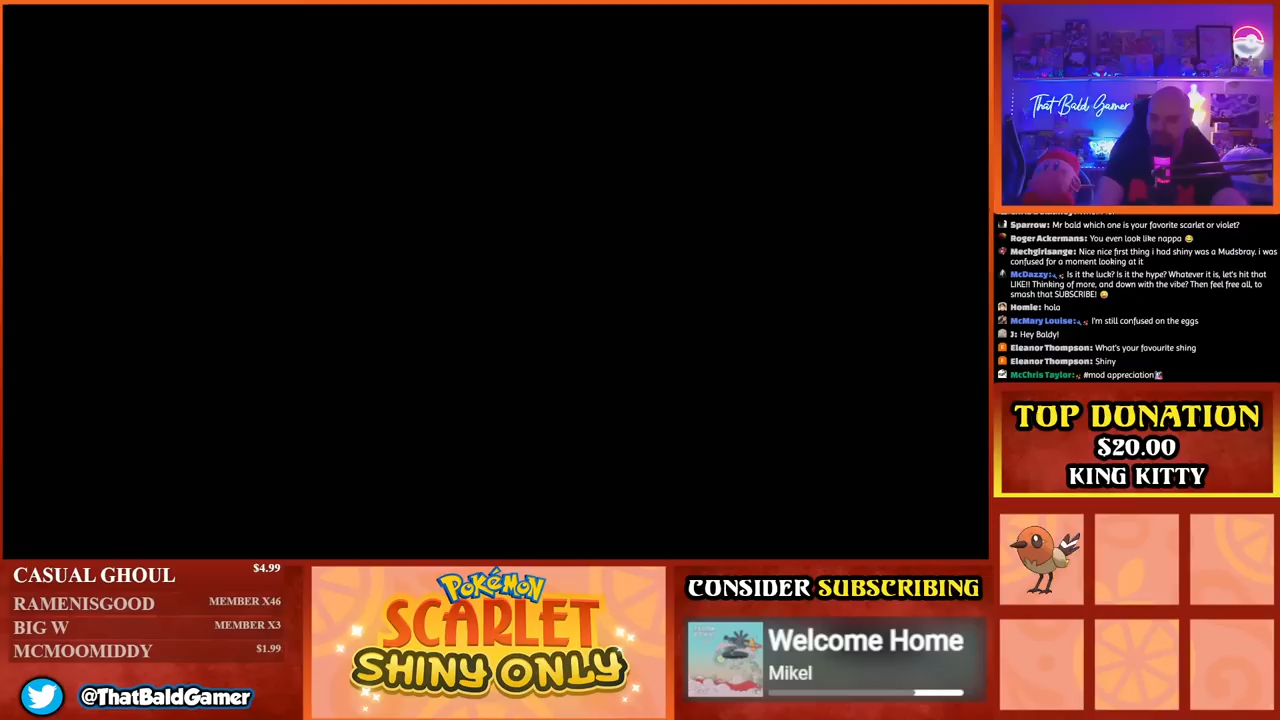 That Bald Gamer
Sparrow: Mr bald which one is your favorite scarlet or violet?
Roger Ackermans: You even look like nappa 😂
Mechgirlsange: Nice nice first thing i had shiny was a Mudsbray. i was
confused for a moment looking at it
McDazzy: Is it the luck? Is it the hype? Whatever it is, let's hit that
LIKE!! Thinking of more, and down with the vibe? Then feel free all, to
smash that SUBSCRIBE! 😂
Homie: hola
McMary Louise: I'm still confused on the eggs
J: Hey Baldy!
Eleanor Thompson: What's your favourite shing
Eleanor Thompson: Shiny
McChris Taylor: #mod appreciation
TOP DONATION
$20.00
KING KITTY
CASUAL GHOUL $4.99
RAMENISGOOD MEMBER X46
BIG W MEMBER X3
MCMOOMIDDY $1.99
@ThatBaldGamer
POKÉMON
SCARLET
SHINY ONLY
CONSIDER SUBSCRIBING
Welcome Home
Mikel